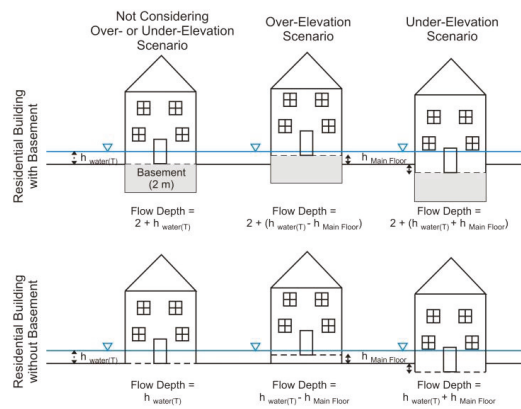 Not Considering
Over- or Under-Elevation
Scenario
Over-Elevation
Scenario
Under-Elevation
Scenario
Residential Building
with Basement
h water(T)
Basement
(2 m)
h Main Floor
Flow Depth =
2 + h water(T)
Flow Depth =
2 + (h water(T) - h Main Floor)
Flow Depth =
2 + (h water(T) + h Main Floor)
Residential Building
without Basement
h water(T)
h Main Floor
Flow Depth =
h water(T)
Flow Depth =
h water(T) - h Main Floor
Flow Depth =
h water(T) + h Main Floor